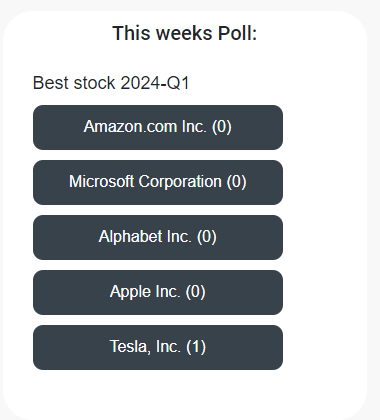 This weeks Poll:
Best stock 2024-Q1
Amazon.com Inc. (0)
Microsoft Corporation (0)
Alphabet Inc. (0)
Apple Inc. (0)
Tesla, Inc. (1)